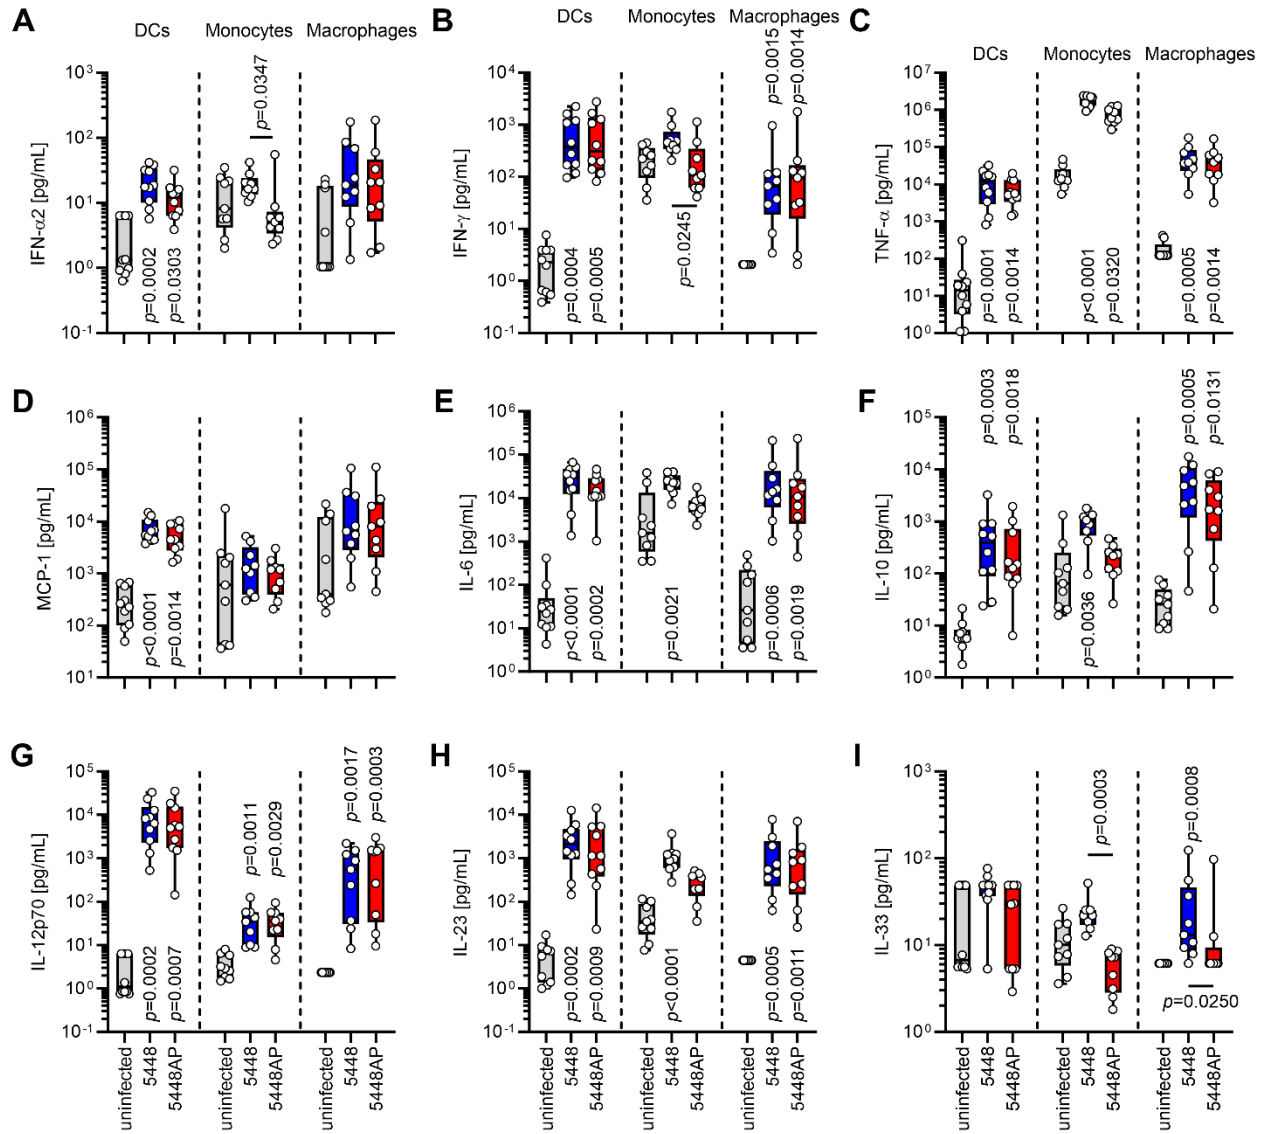 A
DCs
Monocytes
Macrophages
p=0.0347
IFN-α2 [pg/mL]
10³
10²
10¹
10⁰
10⁻¹
p=0.0002
p=0.0303
B
DCs
Monocytes
Macrophages
p=0.0015
p=0.0014
IFN-γ [pg/mL]
10⁴
10³
10²
10¹
10⁰
10⁻¹
p=0.0004
p=0.0005
p=0.0245
C
DCs
Monocytes
Macrophages
TNF-α [pg/mL]
10⁷
10⁶
10⁵
10⁴
10³
10²
10¹
10⁰
p=0.0001
p=0.0014
p<0.0001
p=0.0320
p=0.0005
p=0.0014
D
MCP-1 [pg/mL]
10⁶
10⁵
10⁴
10³
10²
10¹
p<0.0001
p=0.0014
E
IL-6 [pg/mL]
10⁶
10⁵
10⁴
10³
10²
10¹
10⁰
p<0.0001
p=0.0002
p=0.0021
p=0.0006
p=0.0019
F
p=0.0003
p=0.0018
p=0.0005
p=0.0131
IL-10 [pg/mL]
10⁵
10⁴
10³
10²
10¹
10⁰
p=0.0036
G
IL-12p70 [pg/mL]
10⁵
10⁴
10³
10²
10¹
10⁰
10⁻¹
p=0.0002
p=0.0007
p=0.0011
p=0.0029
p=0.0017
p=0.0003
uninfected
5448
5448AP
uninfected
5448
5448AP
uninfected
5448
5448AP
H
IL-23 [pg/mL]
10⁵
10⁴
10³
10²
10¹
10⁰
10⁻¹
p=0.0002
p=0.0009
p<0.0001
p=0.0005
p=0.0011
uninfected
5448
5448AP
uninfected
5448
5448AP
uninfected
5448
5448AP
I
IL-33 [pg/mL]
10³
10²
10¹
10⁰
p=0.0003
p=0.0008
p=0.0250
uninfected
5448
5448AP
uninfected
5448
5448AP
uninfected
5448
5448AP